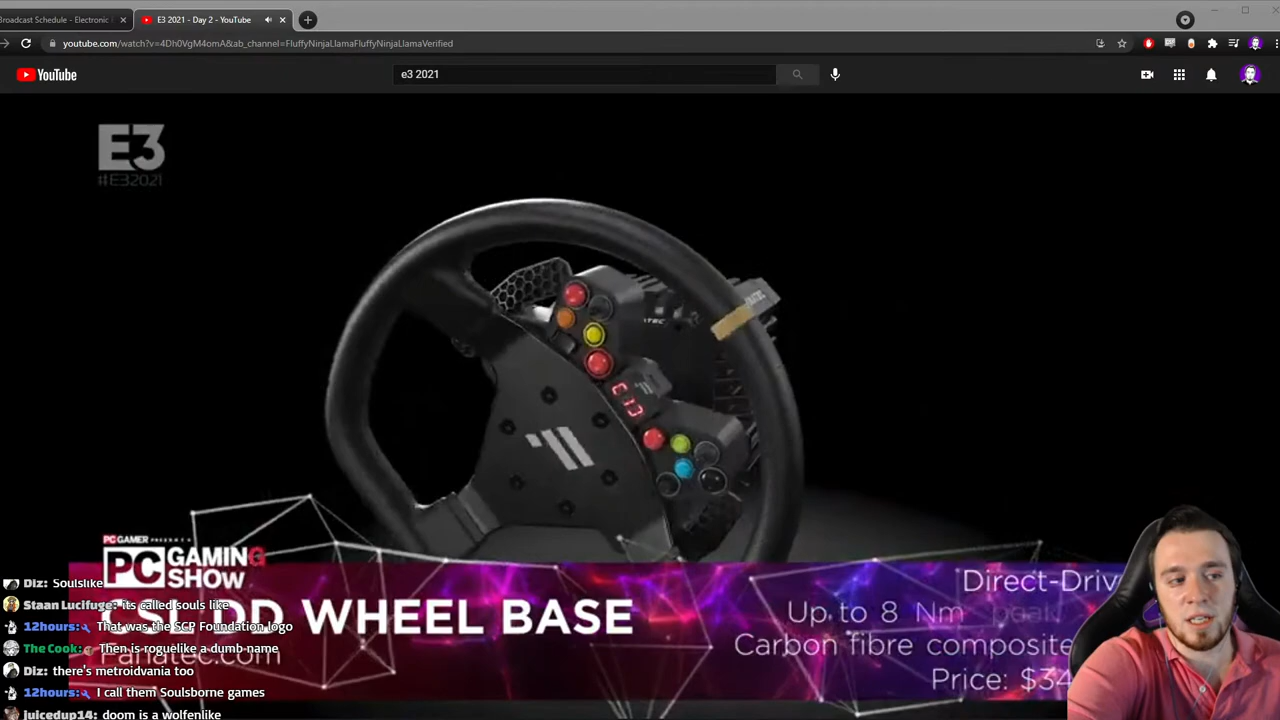 Broadcast Schedule - Electronic
E3 2021 - Day 2 - YouTube
youtube.com/watch?v=4Dh0VgM4omA&ab_channel=FluffyNinjaLlamaFluffyNinjaLlamaVerified
YouTube
e3 2021
E3
#E32021
PC GAMER PRESENTS
PC GAMING SHOW
WHEEL BASE
Fanatec.com
Direct-Driv
Up to 8 Nm peak
Carbon fibre composite
Price: $34
Diz: Soulslike
Staan Lucifuge: its called souls like
12hours: That was the SCP Foundation logo
The Cook: Then is roguelike a dumb name
Diz: there's metroidvania too
12hours: I call them Soulsborne games
juicedup14: doom is a wolfenlike